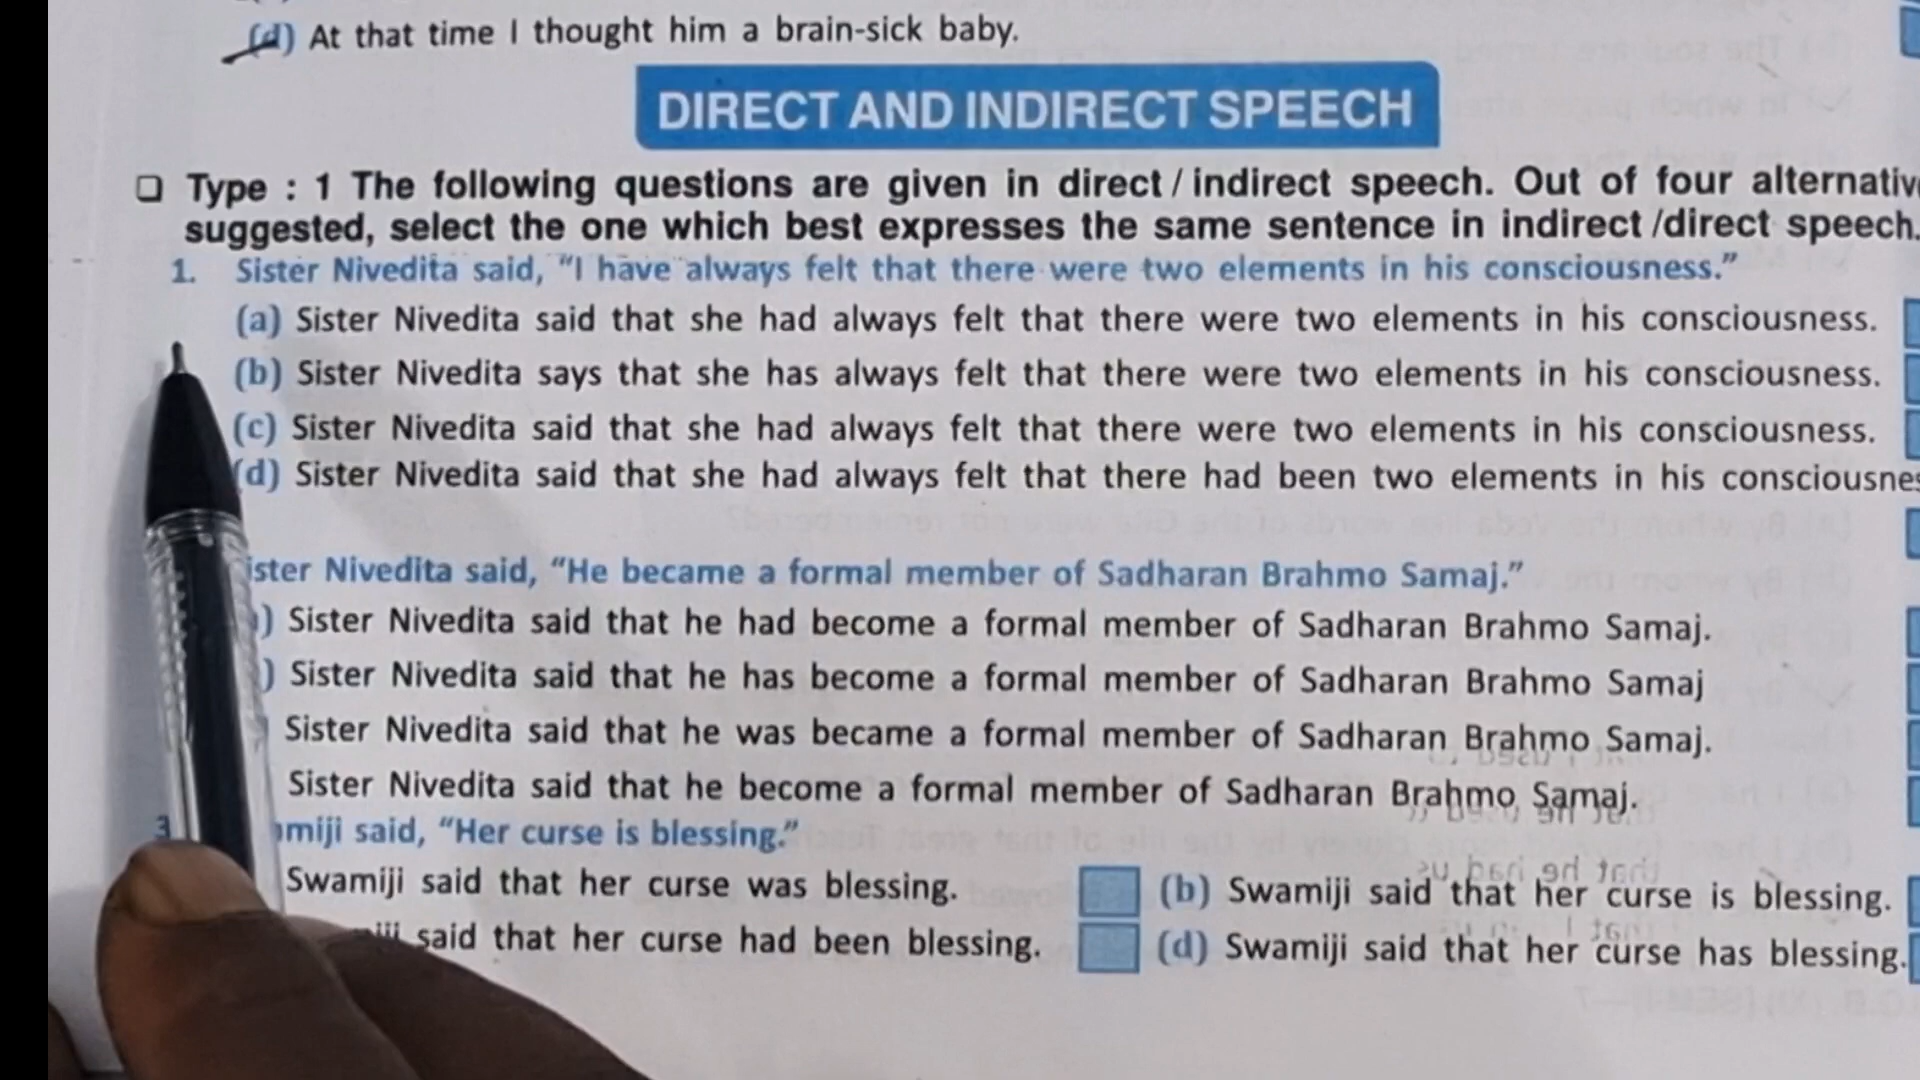 (d) At that time I thought him a brain-sick baby.
DIRECT AND INDIRECT SPEECH
❑ Type : 1 The following questions are given in direct / indirect speech. Out of four
suggested, select the one which best expresses the same sentence in indirect /direct speech.
1. Sister Nivedita said, “I have always felt that there were two elements in his consciousness.”
(a) Sister Nivedita said that she had always felt that there were two elements in his consciousness.
(b) Sister Nivedita says that she has always felt that there were two elements in his consciousness.
(c) Sister Nivedita said that she had always felt that there were two elements in his consciousness.
(d) Sister Nivedita said that she had always felt that there had been two elements in his
ister Nivedita said, “He became a formal member of Sadharan Brahmo Samaj.”
) Sister Nivedita said that he had become a formal member of Sadharan Brahmo Samaj.
) Sister Nivedita said that he has become a formal member of Sadharan Brahmo Samaj
Sister Nivedita said that he was became a formal member of Sadharan Brahmo Samaj.
Sister Nivedita said that he become a formal member of Sadharan Brahmo Samaj.
3 miji said, “Her curse is blessing.”
Swamiji said that her curse was blessing. (b) Swamiji said that her curse is blessing.
said that her curse had been blessing. (d) Swamiji said that her curse has blessing.